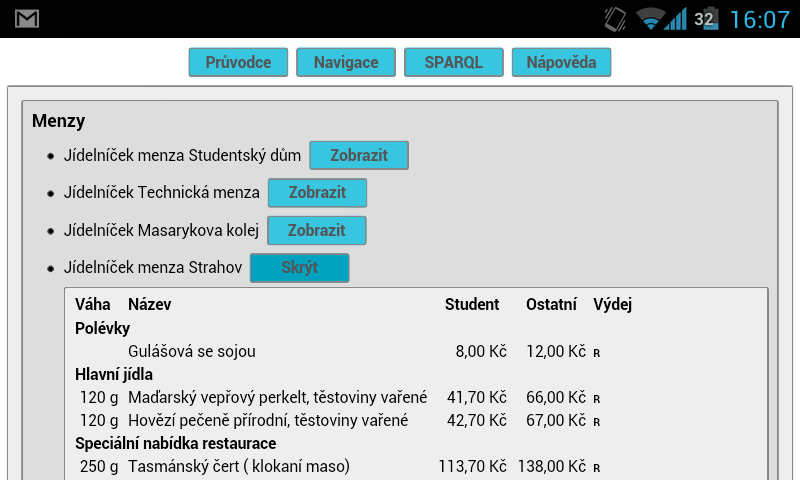 32 16:07
Průvodce Navigace SPARQL Nápověda
Menzy
Jídelníček menza Studentský dům Zobrazit
Jídelníček Technická menza Zobrazit
Jídelníček Masarykova kolej Zobrazit
Jídelníček menza Strahov Skrýt
Váha Název Student Ostatní Výdej
Polévky
Gulášová se sojou 8,00 Kč 12,00 Kč R
Hlavní jídla
120 g Maďarský vepřový perkelt, těstoviny vařené 41,70 Kč 66,00 Kč R
120 g Hovězí pečeně přírodní, těstoviny vařené 42,70 Kč 67,00 Kč R
Speciální nabídka restaurace
250 g Tasmánský čert ( klokaní maso) 113,70 Kč 138,00 Kč R